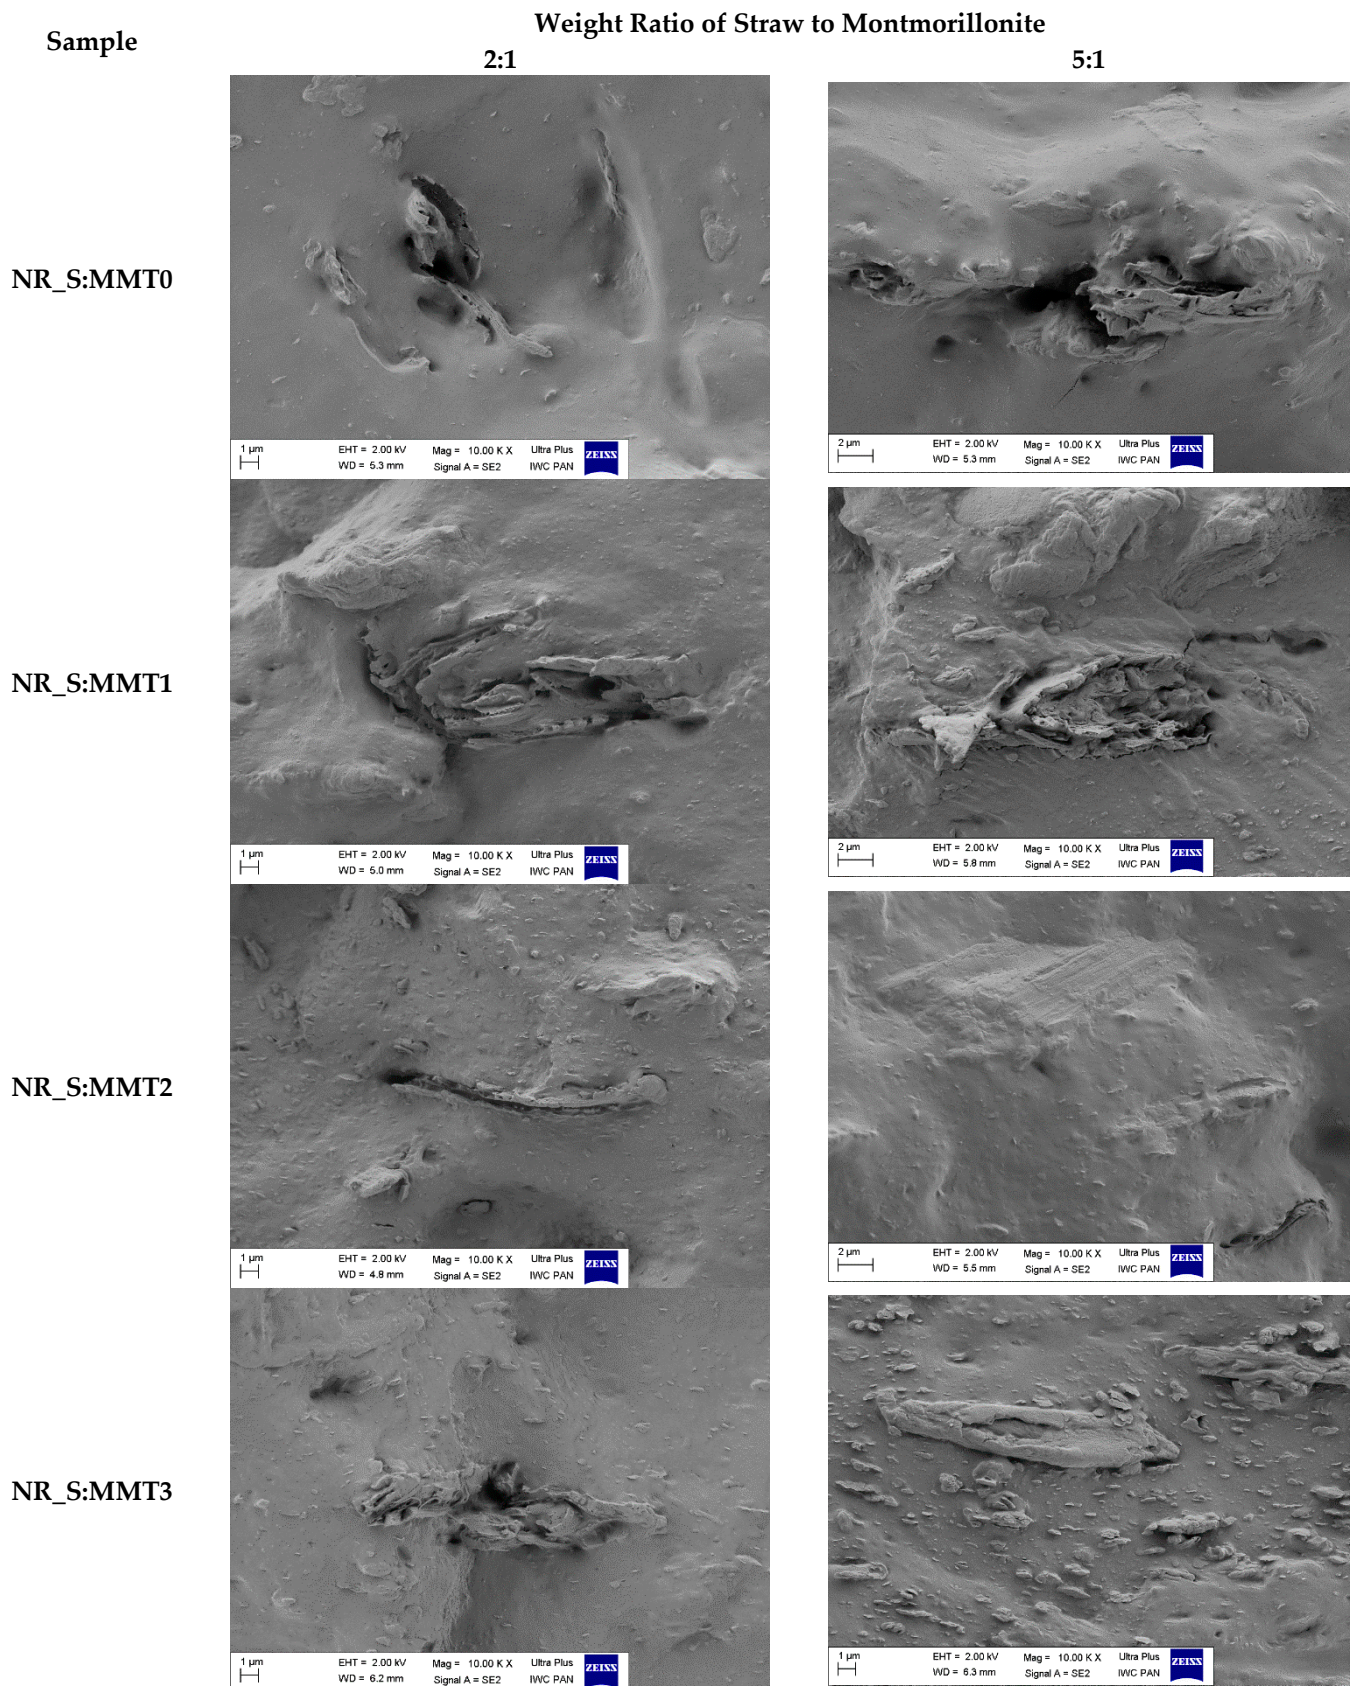 Weight Ratio of Straw to Montmorillonite
Sample
2:1 5:1
NR_S:MMT0
1 µm EHT = 2.00 kV Mag = 10.00 K X Ultra Plus ZEISS
WD = 5.3 mm Signal A = SE2 IWC PAN
2 µm EHT = 2.00 kV Mag = 10.00 K X Ultra Plus ZEISS
WD = 5.3 mm Signal A = SE2 IWC PAN
NR_S:MMT1
1 µm EHT = 2.00 kV Mag = 10.00 K X Ultra Plus ZEISS
WD = 5.0 mm Signal A = SE2 IWC PAN
2 µm EHT = 2.00 kV Mag = 10.00 K X Ultra Plus ZEISS
WD = 5.8 mm Signal A = SE2 IWC PAN
NR_S:MMT2
1 µm EHT = 2.00 kV Mag = 10.00 K X Ultra Plus ZEISS
WD = 4.8 mm Signal A = SE2 IWC PAN
2 µm EHT = 2.00 kV Mag = 10.00 K X Ultra Plus ZEISS
WD = 5.5 mm Signal A = SE2 IWC PAN
NR_S:MMT3
1 µm EHT = 2.00 kV Mag = 10.00 K X Ultra Plus ZEISS
WD = 6.2 mm Signal A = SE2 IWC PAN
1 µm EHT = 2.00 kV Mag = 10.00 K X Ultra Plus ZEISS
WD = 6.3 mm Signal A = SE2 IWC PAN